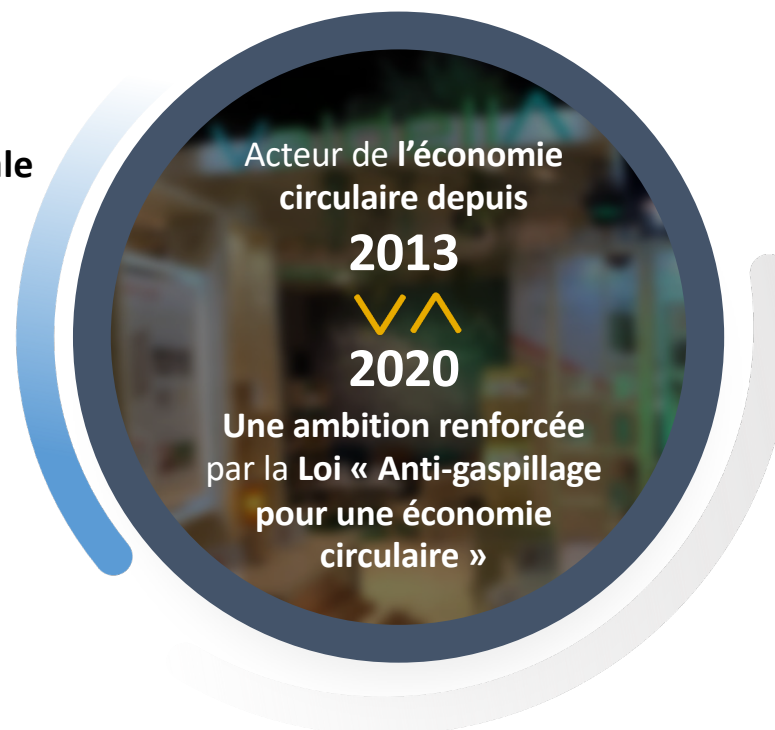 Acteur de l’économie
circulaire depuis
2013
2020
Une ambition renforcée
par la Loi « Anti-gaspillage
pour une économie
circulaire »